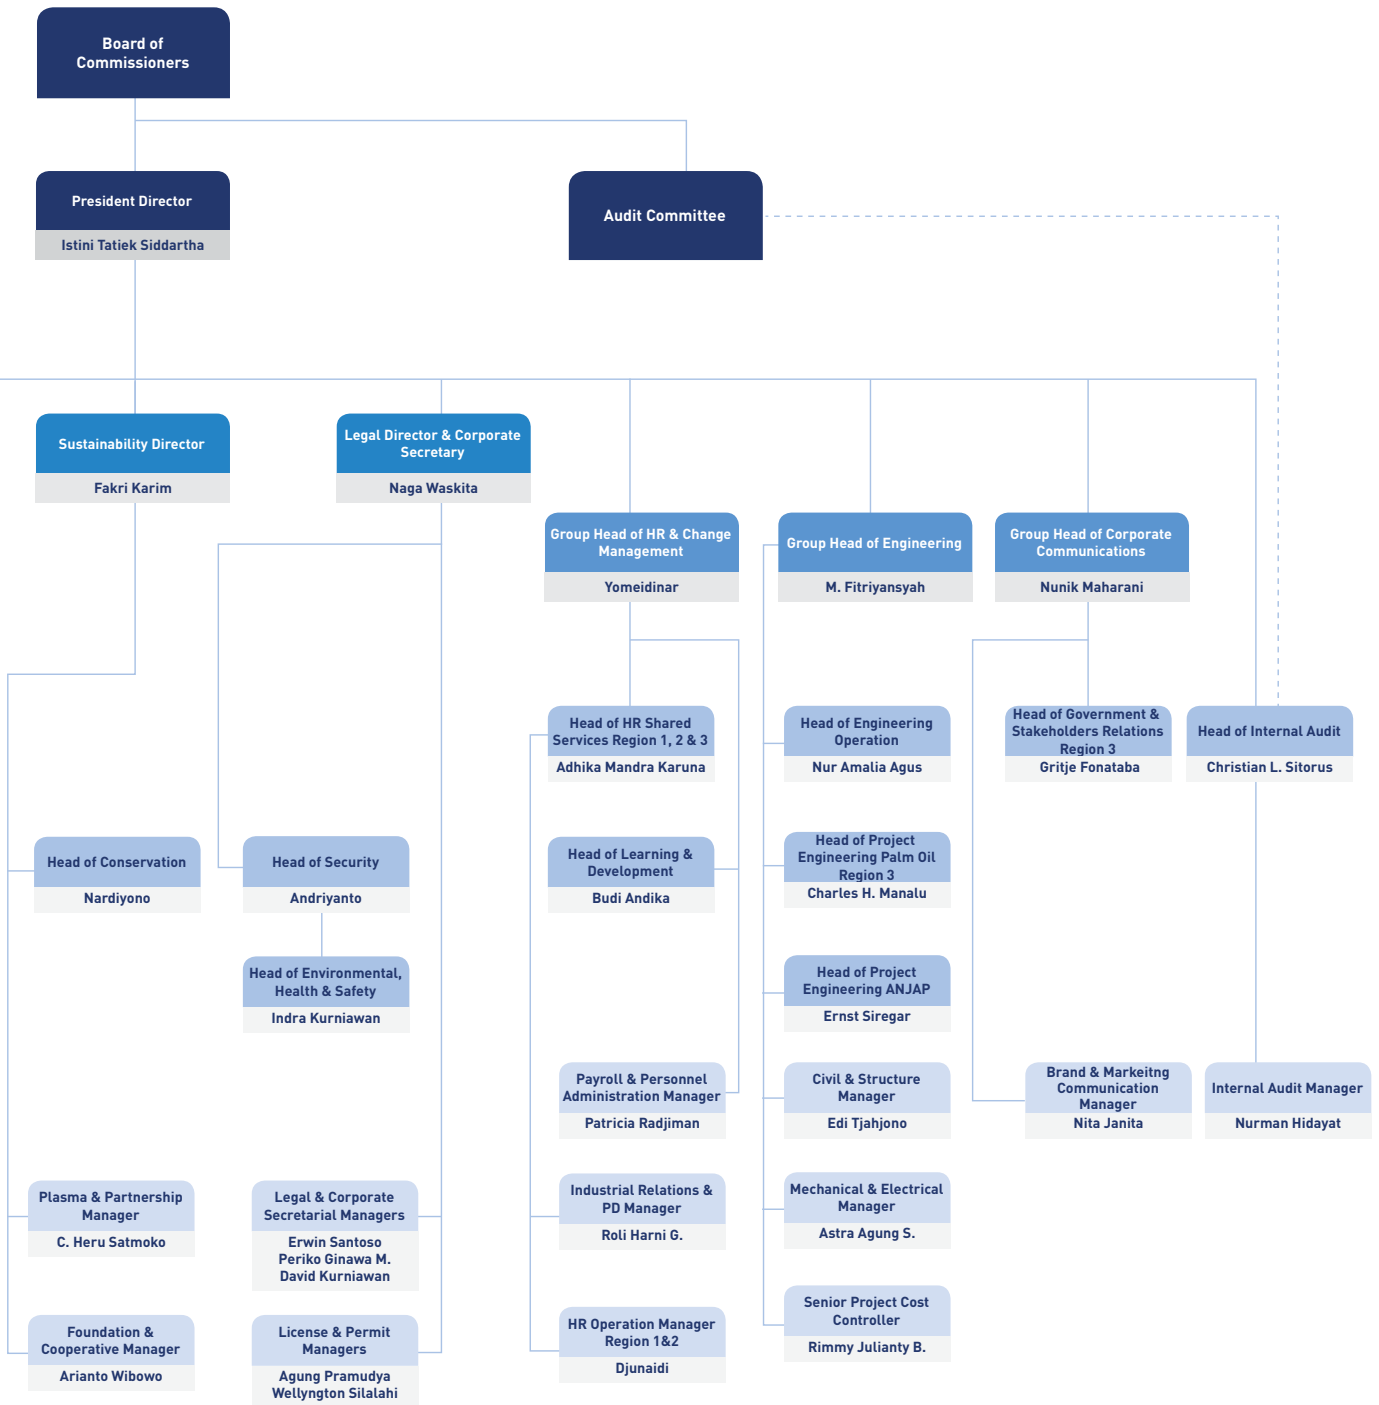 Board of
Commissioners
President Director
Istini Tatiek Siddartha
Audit Committee
Sustainability Director
Fakri Karim
Legal Director & Corporate
Secretary
Naga Waskita
Group Head of HR & Change
Management
Yomeidinar
Group Head of Engineering
M. Fitriyansyah
Group Head of Corporate
Communications
Nunik Maharani
Head of HR Shared
Services Region 1, 2 & 3
Adhika Mandra Karuna
Head of Engineering
Operation
Nur Amalia Agus
Head of Government &
Stakeholders Relations
Region 3
Gritje Fonataba
Head of Internal Audit
Christian L. Sitorus
Head of Conservation
Nardiyono
Head of Security
Andriyanto
Head of Learning &
Development
Budi Andika
Head of Project
Engineering Palm Oil
Region 3
Charles H. Manalu
Head of Environmental,
Health & Safety
Indra Kurniawan
Head of Project
Engineering ANJAP
Ernst Siregar
Payroll & Personnel
Administration Manager
Patricia Radjiman
Civil & Structure
Manager
Edi Tjahjono
Brand & Markeitng
Communication
Manager
Nita Janita
Internal Audit Manager
Nurman Hidayat
Plasma & Partnership
Manager
C. Heru Satmoko
Legal & Corporate
Secretarial Managers
Erwin Santoso
Periko Ginawa M.
David Kurniawan
Industrial Relations &
PD Manager
Roli Harni G.
Mechanical & Electrical
Manager
Astra Agung S.
Foundation &
Cooperative Manager
Arianto Wibowo
License & Permit
Managers
Agung Pramudya
Wellyngton Silalahi
HR Operation Manager
Region 1&2
Djunaidi
Senior Project Cost
Controller
Rimmy Julianty B.